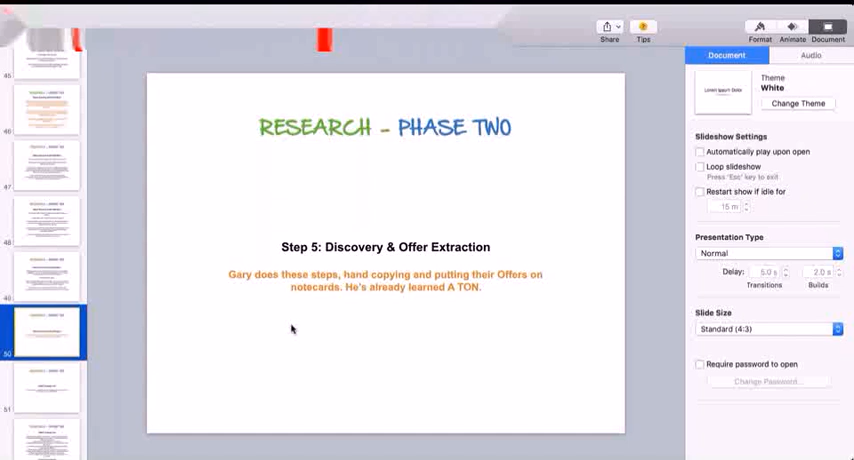 Share
Tips
Format
Animate
Document
Document
Audio
Theme
White
Change Theme
Slideshow Settings
Automatically play upon open
Loop slideshow
Press 'Esc' key to exit
Restart show if idle for
15 m
Presentation Type
Normal
Delay: 5.0 s 2.0 s
Transitions Builds
Slide Size
Standard (4:3)
Require password to open
Change Password...
RESEARCH - PHASE TWO
Step 5: Discovery & Offer Extraction
Gary does these steps, hand copying and putting their Offers on
notecards. He's already learned A TON.
46
47
48
49
50
51